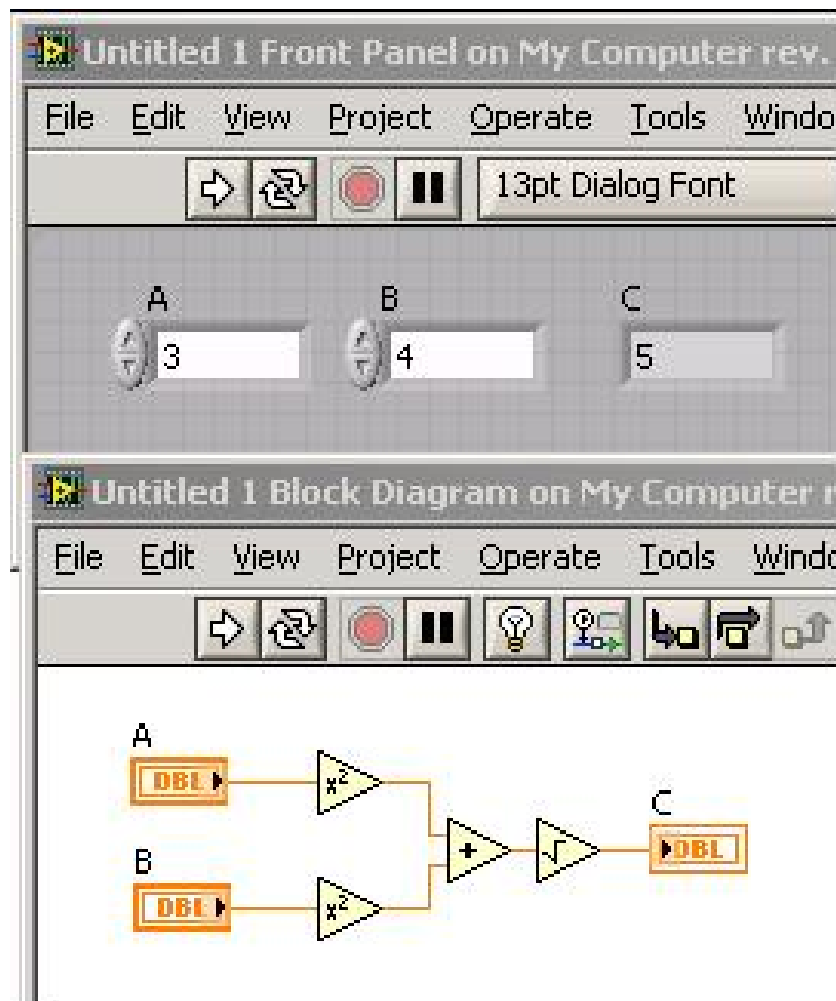 Untitled 1 Front Panel on My Computer rev.
File Edit View Project Operate Tools Windo
13pt Dialog Font
A B C
3 4 5
Untitled 1 Block Diagram on My Computer r
File Edit View Project Operate Tools Windo
A
DBL x²
C
+ √ DBL
B
DBL x²